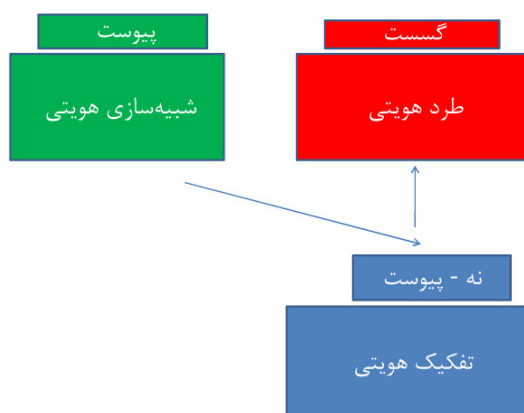 گسست
پیوست
طرد هویتی
شبیه‌سازی هویتی
نه - پیوست
تفکیک هویتی